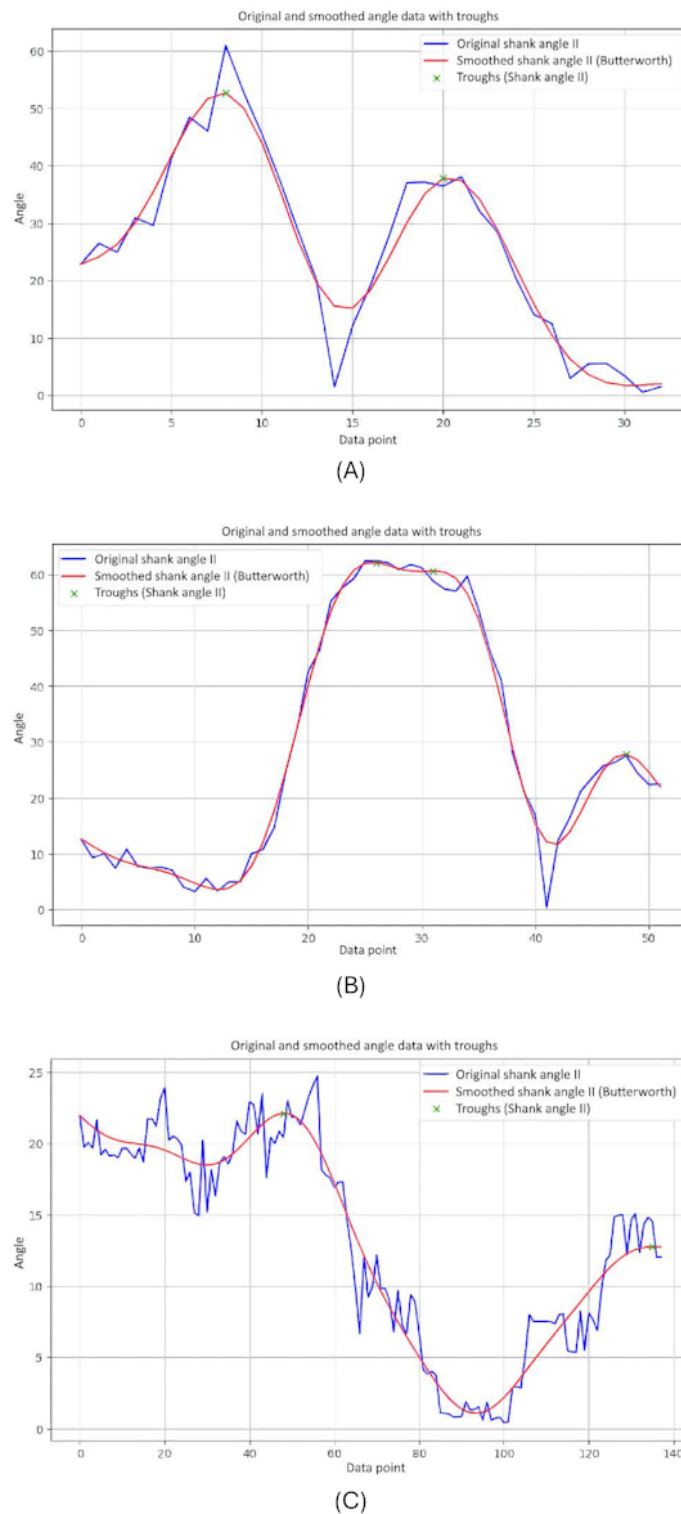 Original and smoothed angle data with troughs
60
50
40
30
20
10
0
Angle
Original shank angle II
Smoothed shank angle II (Butterworth)
Troughs (Shank angle II)
0 5 10 15 20 25 30
Data point
(A)
Original and smoothed angle data with troughs
60
50
40
30
20
10
0
Angle
Original shank angle II
Smoothed shank angle II (Butterworth)
Troughs (Shank angle II)
0 10 20 30 40 50
Data point
(B)
Original and smoothed angle data with troughs
25
20
15
10
5
0
Angle
Original shank angle II
Smoothed shank angle II (Butterworth)
Troughs (Shank angle II)
0 20 40 60 80 100 120 140
Data point
(C)